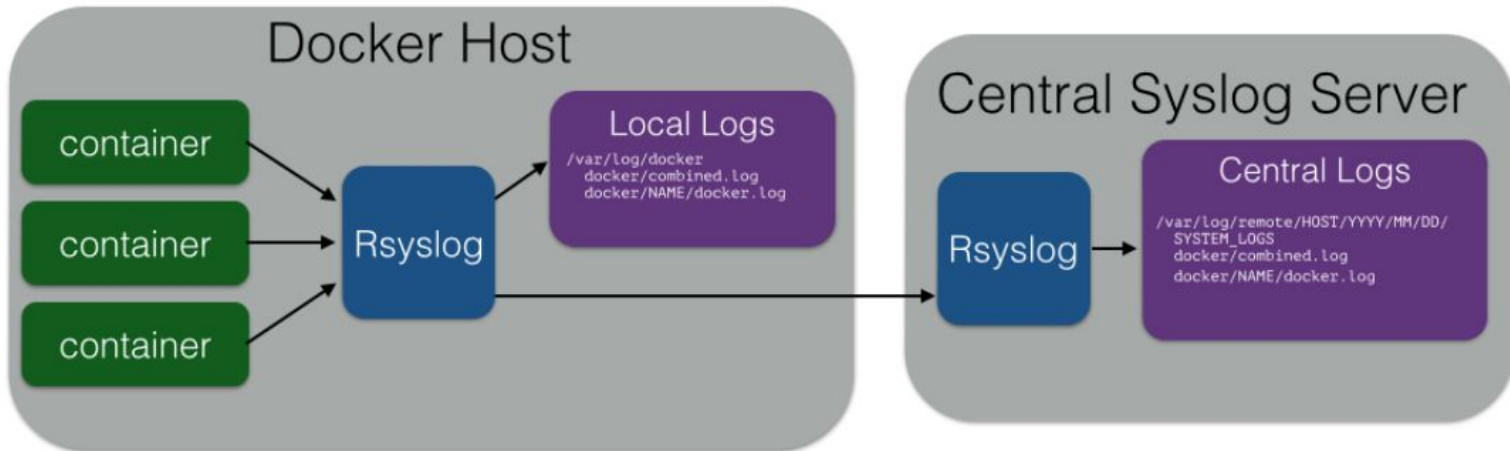 Docker Host
container
container
container
Rsyslog
Local Logs
/var/log/docker
docker/combined.log
docker/NAME/docker.log
Central Syslog Server
Rsyslog
Central Logs
/var/log/remote/HOST/YYYY/MM/DD/
SYSTEM_LOGS
docker/combined.log
docker/NAME/docker.log